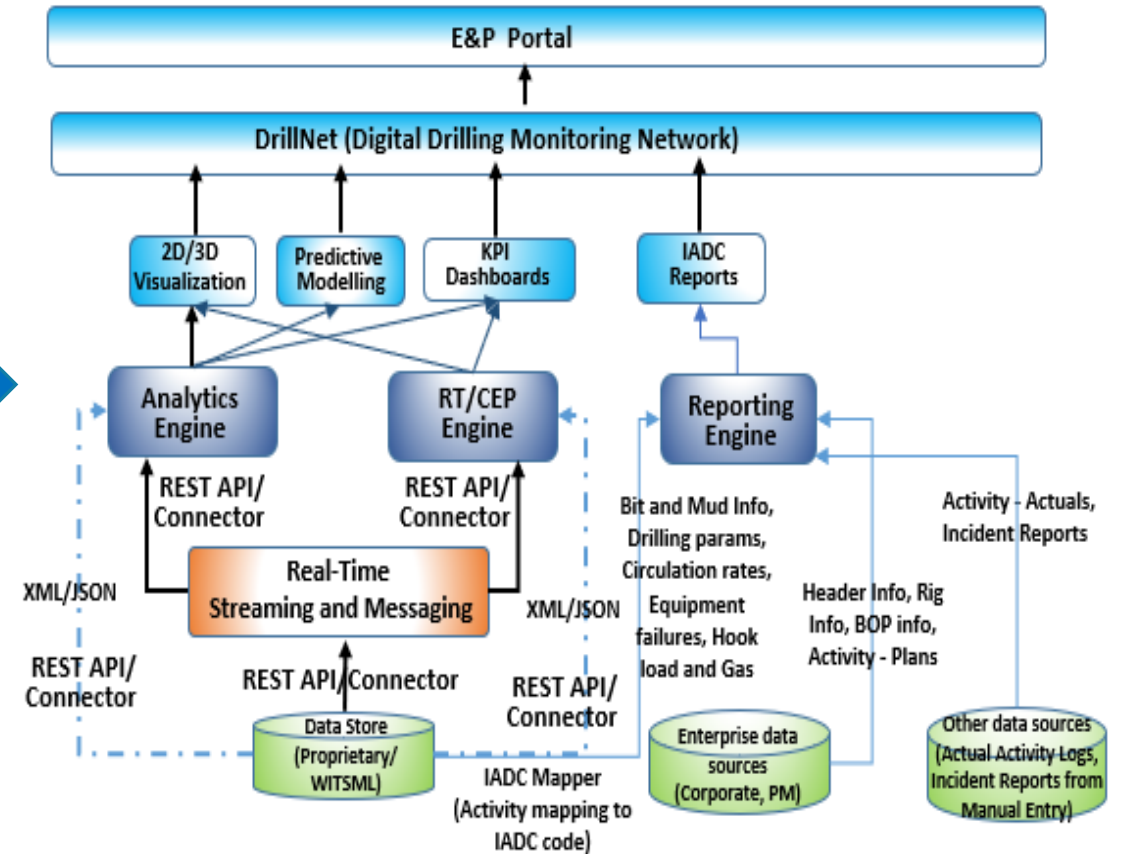 E&P Portal
DrillNet (Digital Drilling Monitoring Network)
2D/3D
Visualization
Predictive
Modelling
KPI
Dashboards
IADC
Reports
Analytics
Engine
RT/CEP
Engine
Reporting
Engine
REST API/
Connector
REST API/
Connector
Bit and Mud Info,
Drilling params,
Circulation rates,
Equipment
failures, Hook
load and Gas
Activity - Actuals,
Incident Reports
Real-Time
Streaming and Messaging
XML/JSON
XML/JSON
Header Info, Rig
Info, BOP info,
Activity - Plans
REST API/
Connector
REST API/Connector
REST API/
Connector
Data Store
(Proprietary/
WITSML)
IADC Mapper
(Activity mapping to
IADC code)
Enterprise data
sources
(Corporate, PM)
Other data sources
(Actual Activity Logs,
Incident Reports from
Manual Entry)